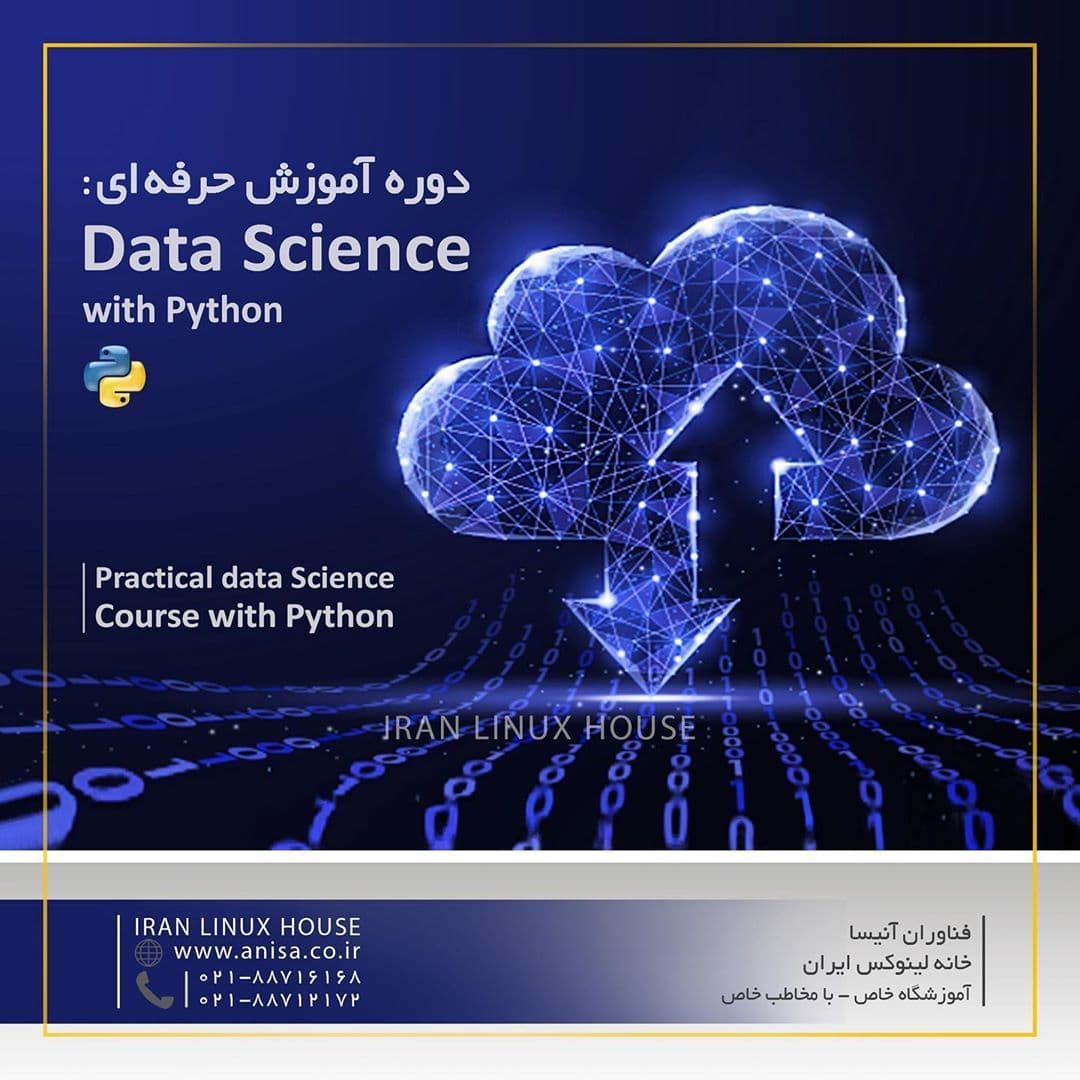 دوره آموزش حرفه‌ای:
Data Science
with Python
Practical data Science
Course with Python
IRAN LINUX HOUSE
IRAN LINUX HOUSE
www.anisa.co.ir
۰۲۱-۸۸۷۱۶۱۶۸
۰۲۱-۸۸۷۱۲۱۷۲
فناوران آنیسا
خانه لینوکس ایران
آموزشگاه خاص - با مخاطب خاص